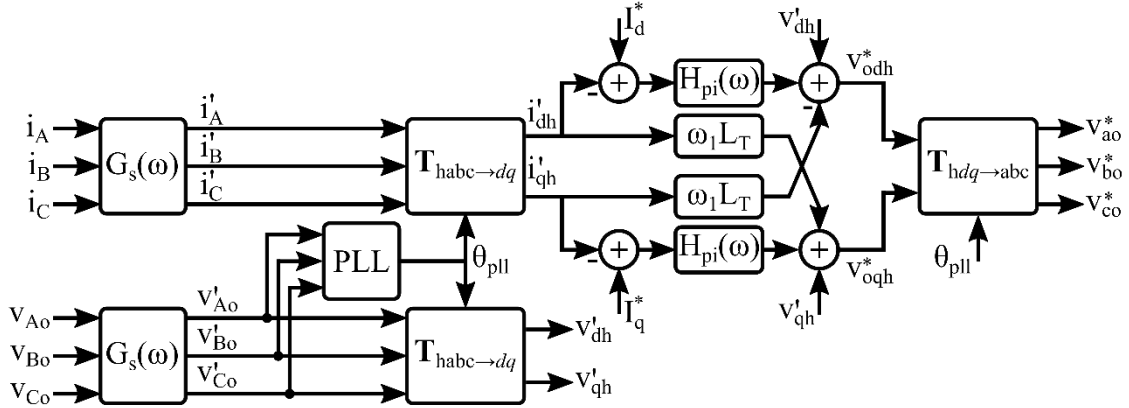 I*d
v'dh
i'A
i'B
i'C
iA
iB
iC
Gs(ω)
Thabc→dq
i'dh
i'qh
+
-
Hpi(ω)
ω1LT
ω1LT
Hpi(ω)
+
-
I*q
+
-
v*odh
+
v*oqh
v'qh
Thdq→abc
v*ao
v*bo
v*co
θpll
PLL
θpll
vAo
vBo
vCo
Gs(ω)
v'Ao
v'Bo
v'Co
Thabc→dq
v'dh
v'qh